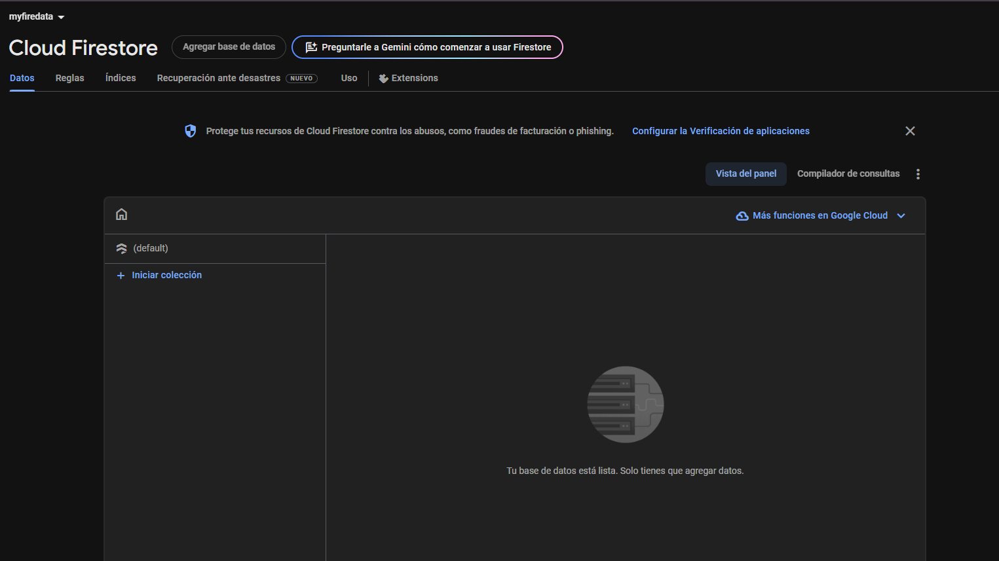 myfiredata
Cloud Firestore
Agregar base de datos
Preguntarle a Gemini cómo comenzar a usar Firestore
Datos
Reglas
Índices
Recuperación ante desastres NUEVO
Uso
Extensions
Protege tus recursos de Cloud Firestore contra los abusos, como fraudes de facturación o phishing.
Configurar la Verificación de aplicaciones
Vista del panel
Compilador de consultas
Más funciones en Google Cloud
(default)
Iniciar colección
Tu base de datos está lista. Solo tienes que agregar datos.